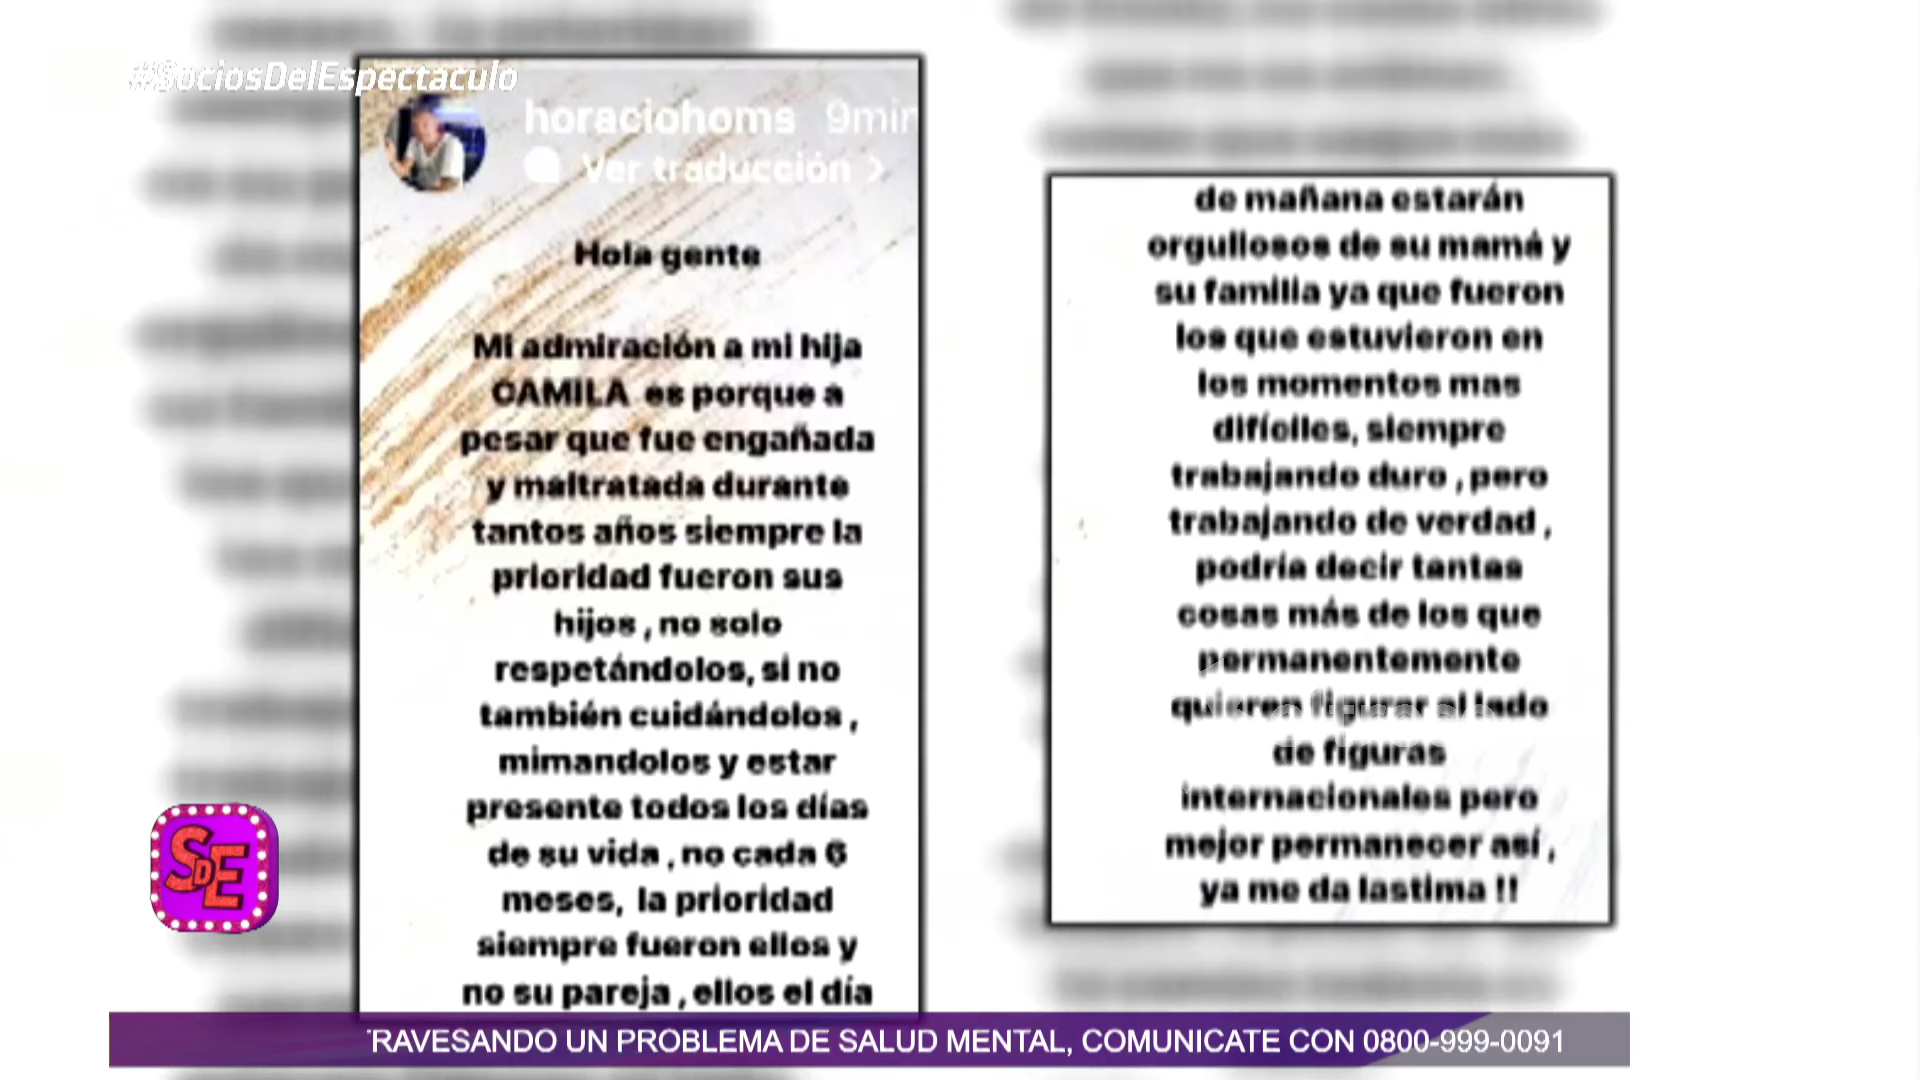 #SociosDelEspectaculo
horaciohoms 9min
Ver traducción >
Hola gente
Mi admiración a mi hija
CAMILA es porque a
pesar que fue engañada
y maltratada durante
tantos años siempre la
prioridad fueron sus
hijos , no solo
respetándolos, si no
también cuidándolos ,
mimandolos y estar
presente todos los días
de su vida , no cada 6
meses, la prioridad
siempre fueron ellos y
no su pareja , ellos el día
de mañana estarán
orgullosos de su mamá y
su familia ya que fueron
los que estuvieron en
los momentos mas
difíciles, siempre
trabajando duro , pero
trabajando de verdad ,
podría decir tantas
cosas más de los que
permanentemente
quieren figurar al lado
de figuras
internacionales pero
mejor permanecer así ,
ya me da lastima !!
SDE
TRAVESANDO UN PROBLEMA DE SALUD MENTAL, COMUNICATE CON 0800-999-0091